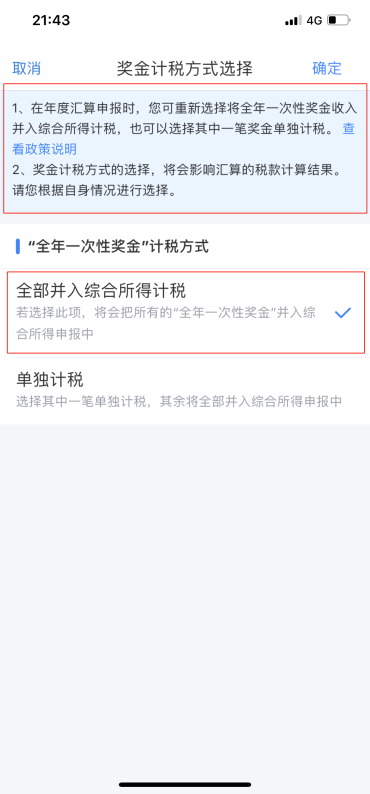 21:43
4G
取消
奖金计税方式选择
确定
1、在年度汇算申报时，您可重新选择将全年一次性奖金收入
并入综合所得计税，也可以选择其中一笔奖金单独计税。 查
看政策说明
2、奖金计税方式的选择，将会影响汇算的税款计算结果。
请您根据自身情况进行选择。
“全年一次性奖金”计税方式
全部并入综合所得计税
若选择此项，将会把所有的“全年一次性奖金”并入综
合所得申报中
单独计税
选择其中一笔单独计税，其余将全部并入综合所得申报中